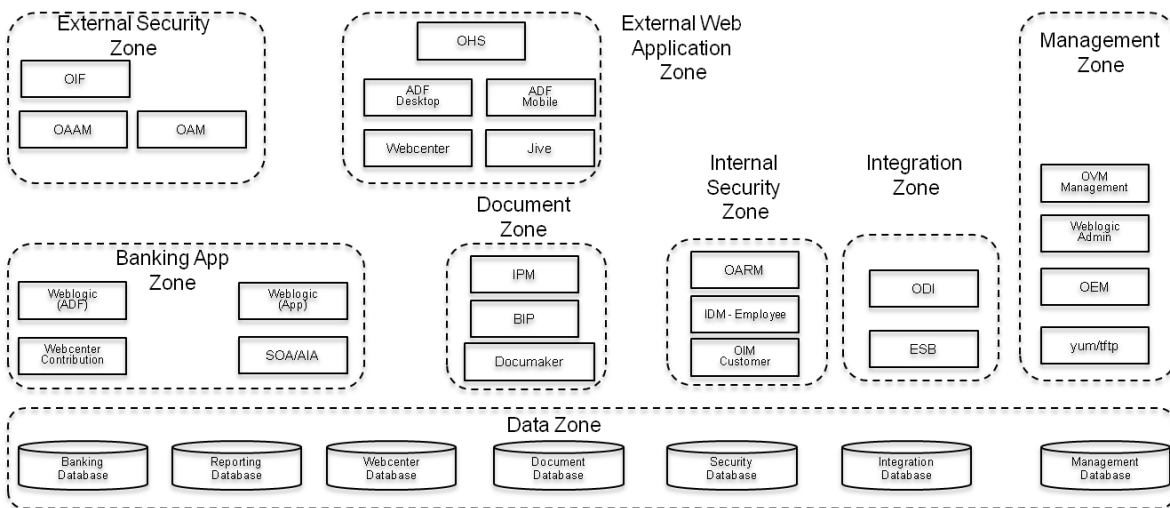 External Security
Zone
OIF
OAAM
OAM
OHS
ADF
Desktop
ADF
Mobile
Webcenter
Jive
External Web
Application
Zone
Management
Zone
OVM
Management
Weblogic
Admin
OEM
yum/tftp
Banking App
Zone
Weblogic
(ADF)
Weblogic
(App)
Webcenter
Contribution
SOA/AIA
Document
Zone
IPM
BIP
Documaker
Internal
Security
Zone
OARM
IDM - Employee
OIM
Customer
Integration
Zone
ODI
ESB
Data Zone
Banking
Database
Reporting
Database
Webcenter
Database
Document
Database
Security
Database
Integration
Database
Management
Database